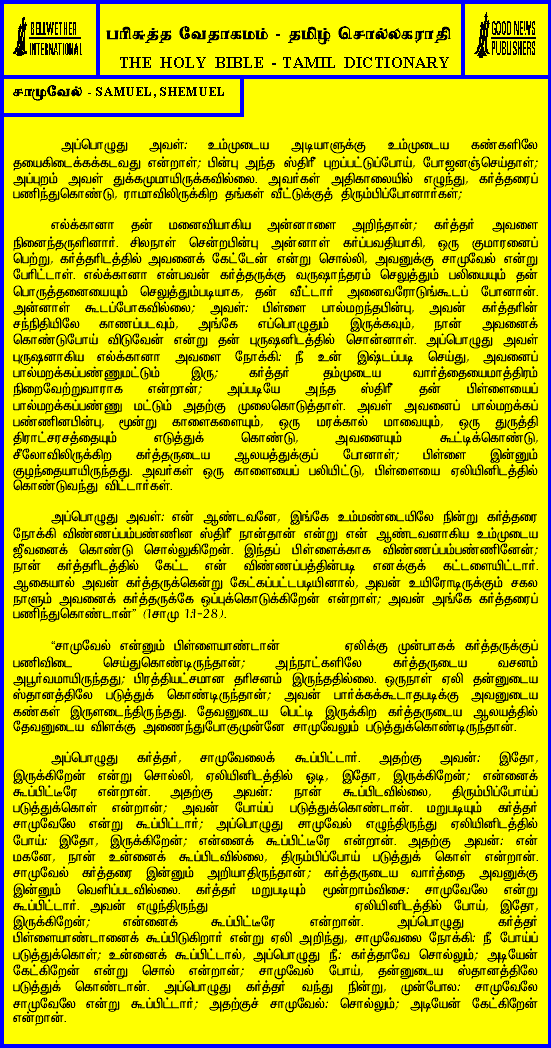 BELLWETHER
INTERNATIONAL
பரிசுத்த வேதாகமம் - தமிழ் சொல்லகராதி
THE HOLY BIBLE - TAMIL DICTIONARY
GOOD NEWS
PUBLISHERS
சாமுவேல் - SAMUEL, SHEMUEL
அப்பொழுது அவள்: உம்முடைய அடியாளுக்கு உம்முடைய கண்களிலே
தயைகிடைக்கக்கடவது என்றாள்; பின்பு அந்த ஸ்திரீ புறப்பட்டுப்போய், போஜனஞ்செய்தாள்;
அப்புறம் அவள் துக்கமுமாயிருக்கவில்லை. அவர்கள் அதிகாலையில் எழுந்து, கர்த்தரைப்
பணிந்துகொண்டு, ராமாவிலிருக்கிற தங்கள் வீட்டுக்குத் திரும்பிப்போனார்கள்;
எல்க்கானா தன் மனைவியாகிய அன்னாளை அறிந்தான்; கர்த்தர் அவளை
நினைந்தருளினார். சிலநாள் சென்றபின்பு அன்னாள் கர்ப்பவதியாகி, ஒரு குமாரனைப்
பெற்று, கர்த்தரிடத்தில் அவனைக் கேட்டேன் என்று சொல்லி, அவனுக்கு சாமுவேல் என்று
பேரிட்டாள். எல்க்கானா என்பவன் கர்த்தருக்கு வருஷாந்தரம் செலுத்தும் பலியையும் தன்
பொருத்தனையையும் செலுத்தும்படியாக, தன் வீட்டார் அனைவரோடுங்கூடப் போனான்.
அன்னாள் கூடப்போகவில்லை; அவள்: பிள்ளை பால்மறந்தபின்பு, அவன் கர்த்தரின்
சந்நிதியிலே காணப்படவும், அங்கே எப்பொழுதும் இருக்கவும், நான் அவனைக்
கொண்டுபோய் விடுவேன் என்று தன் புருஷனிடத்தில் சொன்னாள். அப்பொழுது அவள்
புருஷனாகிய எல்க்கானா அவளை நோக்கி: நீ உன் இஷ்டப்படி செய்து, அவனைப்
பால்மறக்கப்பண்ணுமட்டும் இரு; கர்த்தர் தம்முடைய வார்த்தையைமாத்திரம்
நிறைவேற்றுவாராக என்றான்; அப்படியே அந்த ஸ்திரீ தன் பிள்ளையைப்
பால்மறக்கப்பண்ணு மட்டும் அதற்கு முலைகொடுத்தாள். அவள் அவனைப் பால்மறக்கப்
பண்ணினபின்பு, மூன்று காளைகளையும், ஒரு மரக்கால் மாவையும், ஒரு துருத்தி
திராட்சரசத்தையும் எடுத்துக் கொண்டு, அவனையும் கூட்டிக்கொண்டு,
சீலோவிலிருக்கிற கர்த்தருடைய ஆலயத்துக்குப் போனாள்; பிள்ளை இன்னும்
குழந்தையாயிருந்தது. அவர்கள் ஒரு காளையைப் பலியிட்டு, பிள்ளையை ஏலியினிடத்தில்
கொண்டுவந்து விட்டார்கள்.
அப்பொழுது அவள்: என் ஆண்டவனே, இங்கே உம்மண்டையிலே நின்று கர்த்தரை
நோக்கி விண்ணப்பம்பண்ணின ஸ்திரீ நான்தான் என்று என் ஆண்டவனாகிய உம்முடைய
ஜீவனைக் கொண்டு சொல்லுகிறேன். இந்தப் பிள்ளைக்காக விண்ணப்பம்பண்ணினேன்;
நான் கர்த்தரிடத்தில் கேட்ட என் விண்ணப்பத்தின்படி எனக்குக் கட்டளையிட்டார்.
ஆகையால் அவன் கர்த்தருக்கென்று கேட்கப்பட்டபடியினால், அவன் உயிரோடிருக்கும் சகல
நாளும் அவனைக் கர்த்தருக்கே ஒப்புக்கொடுக்கிறேன் என்றாள்; அவன் அங்கே கர்த்தரைப்
பணிந்துகொண்டான்” (1சாமு 1:1-28).
“சாமுவேல் என்னும் பிள்ளையாண்டான் ஏலிக்கு முன்பாகக் கர்த்தருக்குப்
பணிவிடை செய்துகொண்டிருந்தான்; அந்நாட்களிலே கர்த்தருடைய வசனம்
அபூர்வமாயிருந்தது; பிரத்தியட்சமான தரிசனம் இருந்ததில்லை. ஒருநாள் ஏலி தன்னுடைய
ஸ்தானத்திலே படுத்துக் கொண்டிருந்தான்; அவன் பார்க்கக்கூடாதபடிக்கு அவனுடைய
கண்கள் இருளடைந்திருந்தது. தேவனுடைய பெட்டி இருக்கிற கர்த்தருடைய ஆலயத்தில்
தேவனுடைய விளக்கு அணைந்துபோகுமுன்னே சாமுவேலும் படுத்துக்கொண்டிருந்தான்.
அப்பொழுது கர்த்தர், சாமுவேலைக் கூப்பிட்டார். அதற்கு அவன்: இதோ,
இருக்கிறேன் என்று சொல்லி, ஏலியினிடத்தில் ஓடி, இதோ, இருக்கிறேன்; என்னைக்
கூப்பிட்டீரே என்றான். அதற்கு அவன்: நான் கூப்பிடவில்லை, திரும்பிப்போய்ப்
படுத்துக்கொள் என்றான்; அவன் போய்ப் படுத்துக்கொண்டான். மறுபடியும் கர்த்தர்
சாமுவேலே என்று கூப்பிட்டார்; அப்பொழுது சாமுவேல் எழுந்திருந்து ஏலியினிடத்தில்
போய்: இதோ, இருக்கிறேன்; என்னைக் கூப்பிட்டீரே என்றான். அதற்கு அவன்: என்
மகனே, நான் உன்னைக் கூப்பிடவில்லை, திரும்பிப்போய் படுத்துக் கொள் என்றான்.
சாமுவேல் கர்த்தரை இன்னும் அறியாதிருந்தான்; கர்த்தருடைய வார்த்தை அவனுக்கு
இன்னும் வெளிப்படவில்லை. கர்த்தர் மறுபடியும் மூன்றாம்விசை: சாமுவேலே என்று
கூப்பிட்டார். அவன் எழுந்திருந்து ஏலியினிடத்தில் போய், இதோ,
இருக்கிறேன்; என்னைக் கூப்பிட்டீரே என்றான். அப்பொழுது கர்த்தர்
பிள்ளையாண்டானைக் கூப்பிடுகிறார் என்று ஏலி அறிந்து, சாமுவேலை நோக்கி: நீ போய்ப்
படுத்துக்கொள்; உன்னைக் கூப்பிட்டால், அப்பொழுது நீ: கர்த்தாவே சொல்லும்; அடியேன்
கேட்கிறேன் என்று சொல் என்றான்; சாமுவேல் போய், தன்னுடைய ஸ்தானத்திலே
படுத்துக் கொண்டான். அப்பொழுது கர்த்தர் வந்து நின்று, முன்போல: சாமுவேலே
சாமுவேலே என்று கூப்பிட்டார்; அதற்குச் சாமுவேல்: சொல்லும்; அடியேன் கேட்கிறேன்
என்றான்.